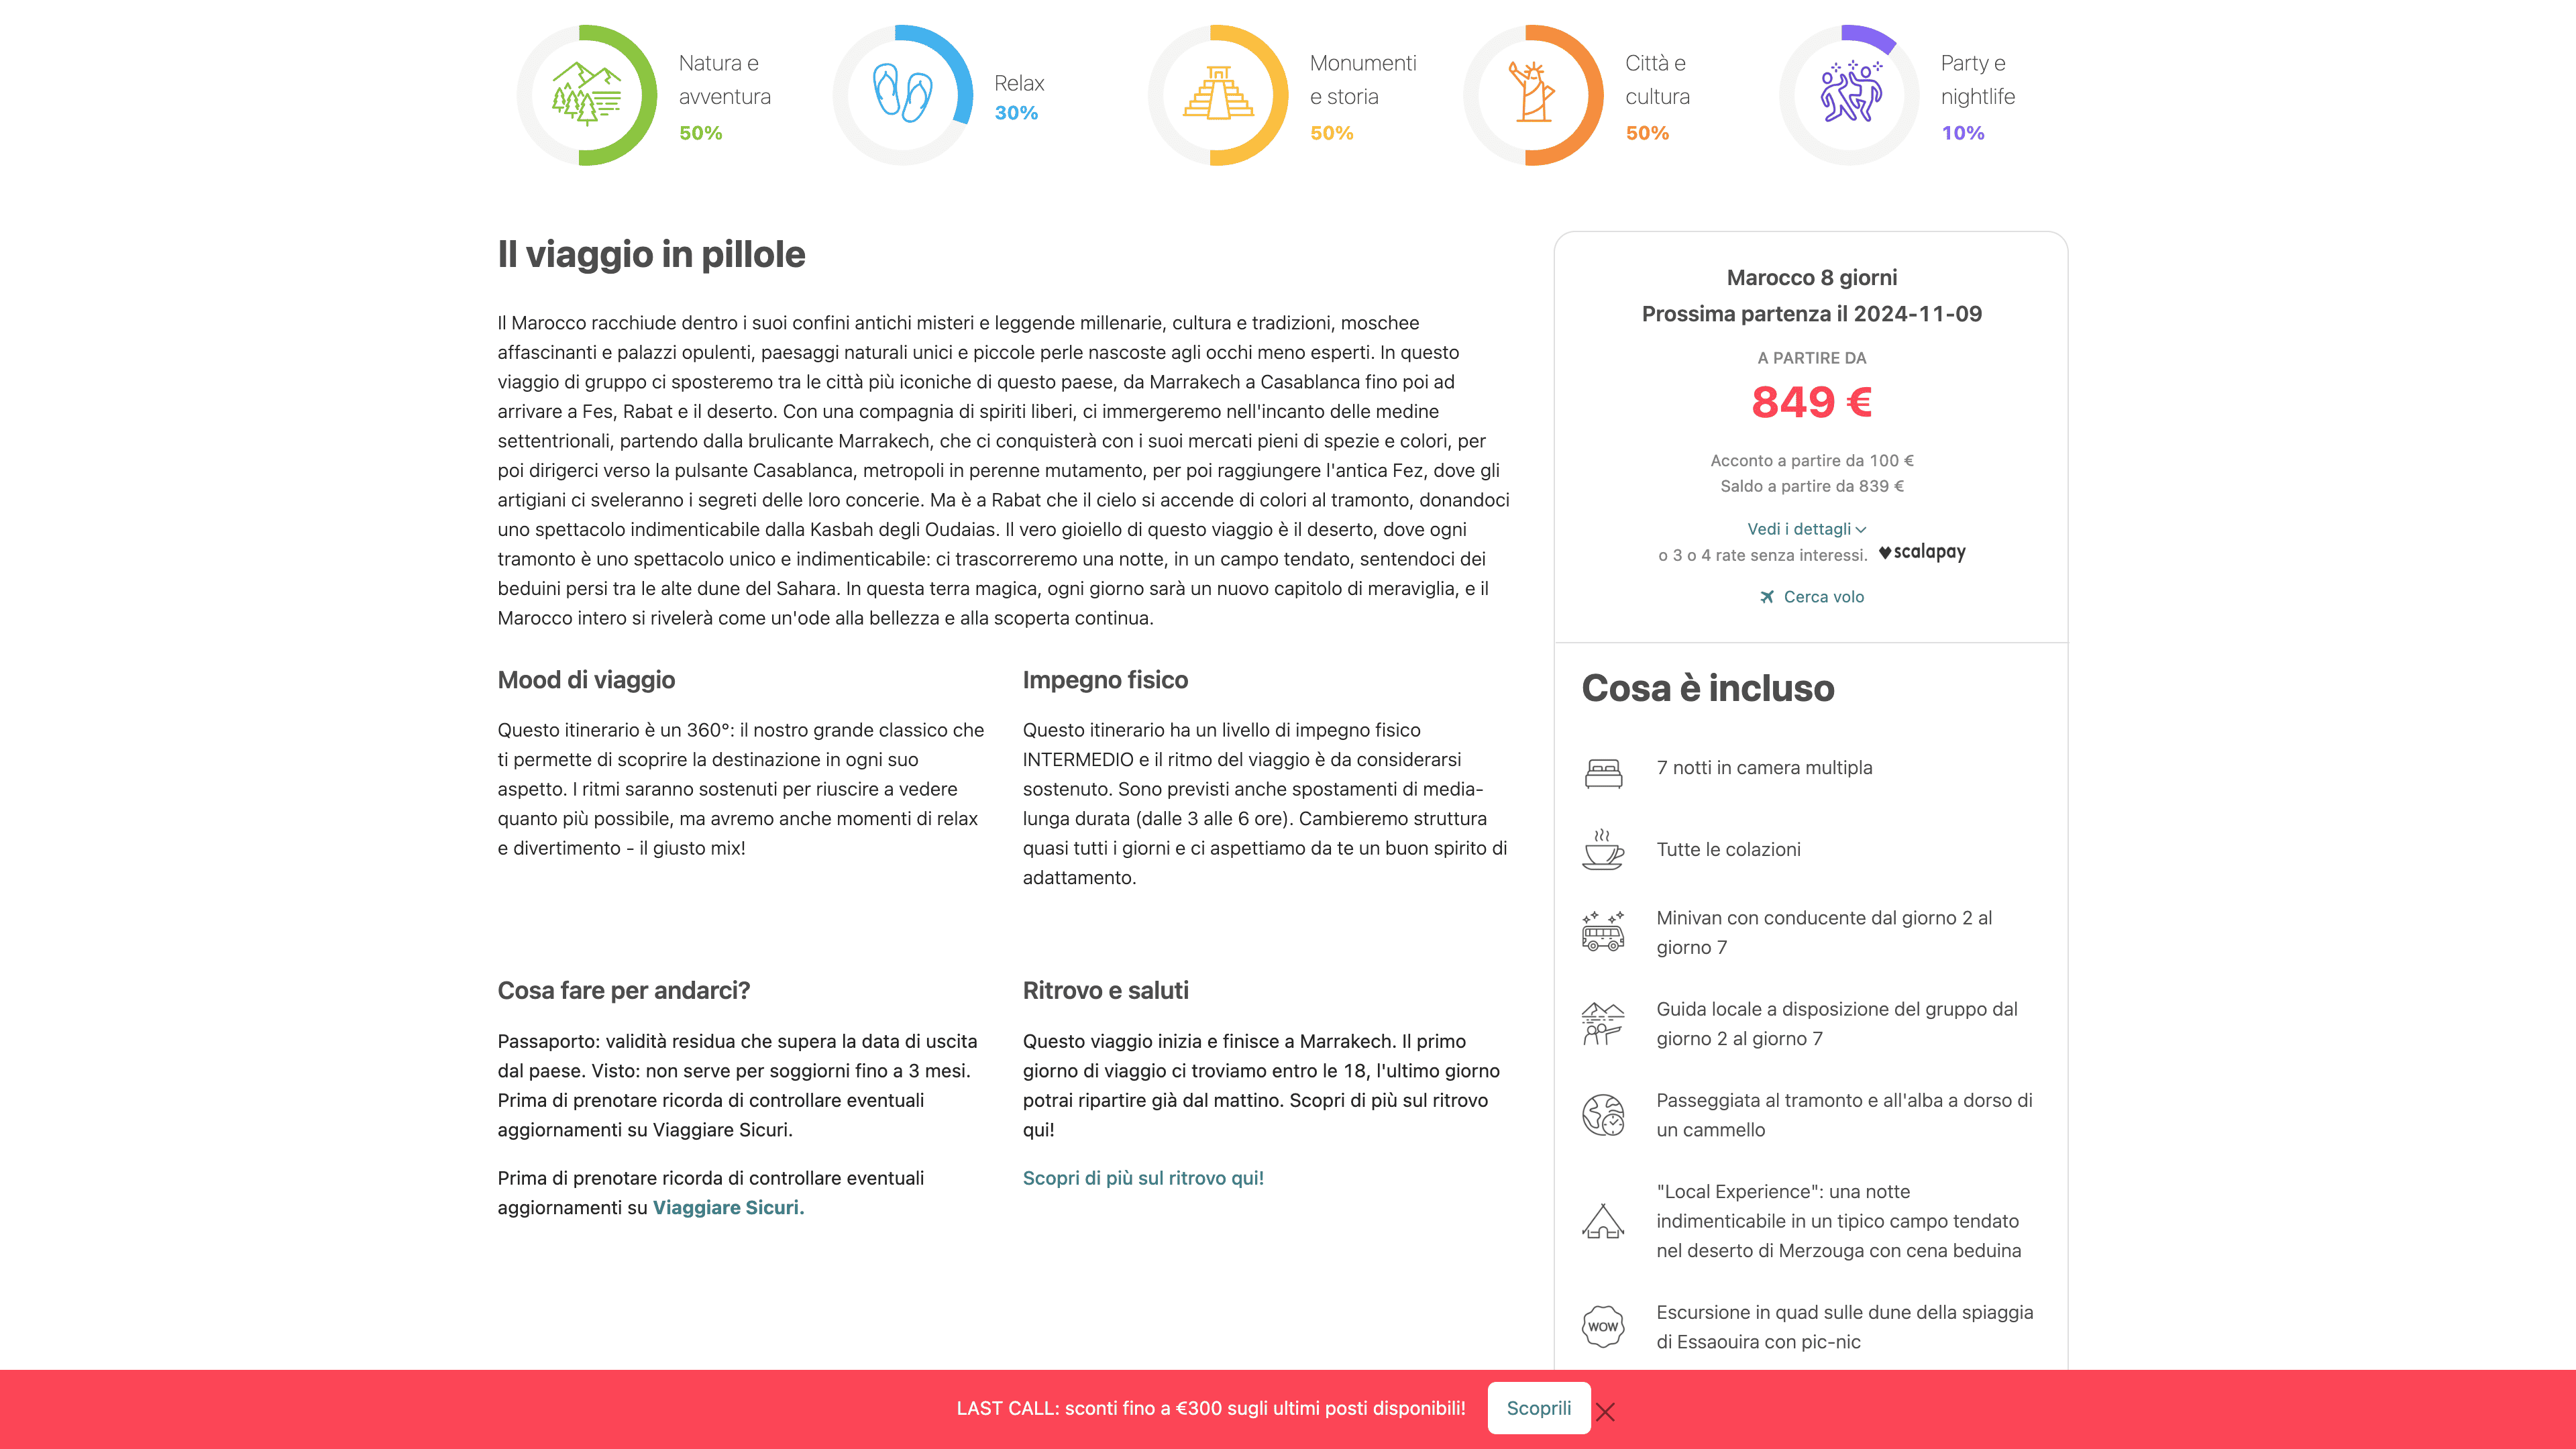 Natura e
avventura
50%
Relax
30%
Monumenti
e storia
50%
Città e
cultura
50%
Party e
nightlife
10%
Il viaggio in pillole
Il Marocco racchiude dentro i suoi confini antichi misteri e leggende millenarie, cultura e tradizioni, moschee
affascinanti e palazzi opulenti, paesaggi naturali unici e piccole perle nascoste agli occhi meno esperti. In questo
viaggio di gruppo ci sposteremo tra le città più iconiche di questo paese, da Marrakech a Casablanca fino poi ad
arrivare a Fes, Rabat e il deserto. Con una compagnia di spiriti liberi, ci immergeremo nell'incanto delle medine
settentrionali, partendo dalla brulicante Marrakech, che ci conquisterà con i suoi mercati pieni di spezie e colori, per
poi dirigerci verso la pulsante Casablanca, metropoli in perenne mutamento, per poi raggiungere l'antica Fez, dove gli
artigiani ci sveleranno i segreti delle loro concerie. Ma è a Rabat che il cielo si accende di colori al tramonto, donandoci
uno spettacolo indimenticabile dalla Kasbah degli Oudaias. Il vero gioiello di questo viaggio è il deserto, dove ogni
tramonto è uno spettacolo unico e indimenticabile: ci trascorreremo una notte, in un campo tendato, sentendoci dei
beduini persi tra le alte dune del Sahara. In questa terra magica, ogni giorno sarà un nuovo capitolo di meraviglia, e il
Marocco intero si rivelerà come un'ode alla bellezza e alla scoperta continua.
Mood di viaggio
Questo itinerario è un 360°: il nostro grande classico che
ti permette di scoprire la destinazione in ogni suo
aspetto. I ritmi saranno sostenuti per riuscire a vedere
quanto più possibile, ma avremo anche momenti di relax
e divertimento - il giusto mix!
Impegno fisico
Questo itinerario ha un livello di impegno fisico
INTERMEDIO e il ritmo del viaggio è da considerarsi
sostenuto. Sono previsti anche spostamenti di media-
lunga durata (dalle 3 alle 6 ore). Cambieremo struttura
quasi tutti i giorni e ci aspettiamo da te un buon spirito di
adattamento.
Cosa fare per andarci?
Passaporto: validità residua che supera la data di uscita
dal paese. Visto: non serve per soggiorni fino a 3 mesi.
Prima di prenotare ricorda di controllare eventuali
aggiornamenti su Viaggiare Sicuri.
Prima di prenotare ricorda di controllare eventuali
aggiornamenti su Viaggiare Sicuri.
Ritrovo e saluti
Questo viaggio inizia e finisce a Marrakech. Il primo
giorno di viaggio ci troviamo entro le 18, l'ultimo giorno
potrai ripartire già dal mattino. Scopri di più sul ritrovo
qui!
Scopri di più sul ritrovo qui!
Marocco 8 giorni
Prossima partenza il 2024-11-09
A PARTIRE DA
849 €
Acconto a partire da 100 €
Saldo a partire da 839 €
Vedi i dettagli
o 3 o 4 rate senza interessi. scalapay
Cerca volo
Cosa è incluso
7 notti in camera multipla
Tutte le colazioni
Minivan con conducente dal giorno 2 al
giorno 7
Guida locale a disposizione del gruppo dal
giorno 2 al giorno 7
Passeggiata al tramonto e all'alba a dorso di
un cammello
"Local Experience": una notte
indimenticabile in un tipico campo tendato
nel deserto di Merzouga con cena beduina
WOW
Escursione in quad sulle dune della spiaggia
di Essaouira con pic-nic
LAST CALL: sconti fino a €300 sugli ultimi posti disponibili!
Scoprili